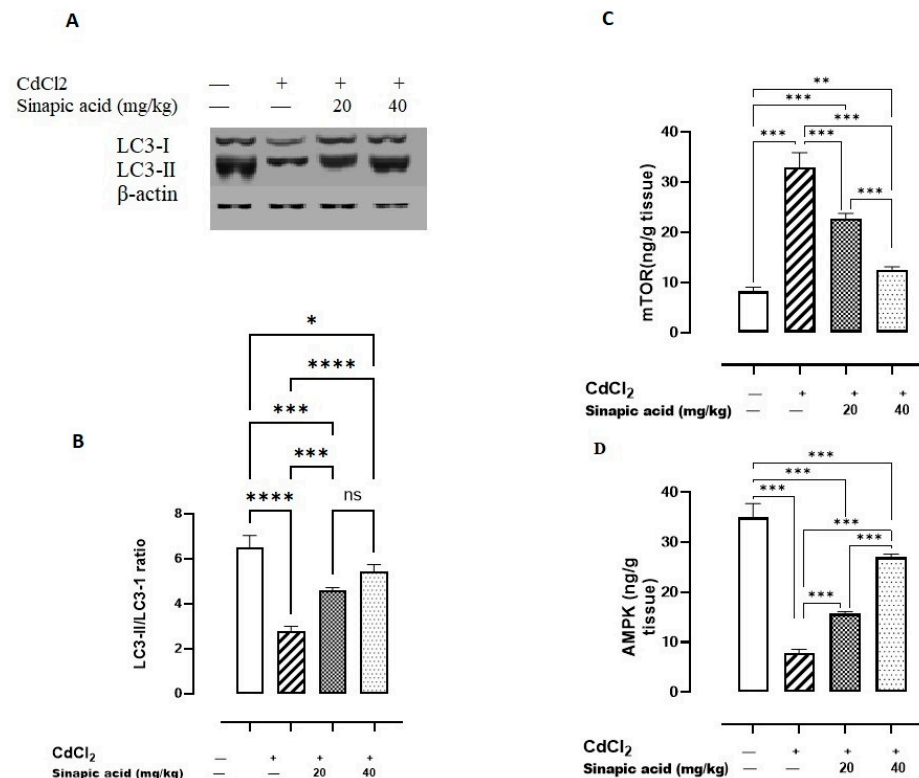 A
CdCl2 — + + +
Sinapic acid (mg/kg) — — 20 40
LC3-I
LC3-II
β-actin
B
*
****
***
***
**** ns
8
6
4
2
0
LC3-II/LC3-1 ratio
CdCl₂ — + + +
Sinapic acid (mg/kg) — — 20 40
C
**
***
***
*** ***
***
40
30
20
10
0
mTOR(ng/g tissue)
CdCl₂ — + + +
Sinapic acid (mg/kg) — — 20 40
D
***
***
***
***
***
***
40
30
20
10
0
AMPK (ng/g
tissue)
CdCl₂ — + + +
Sinapic acid (mg/kg) — — 20 40